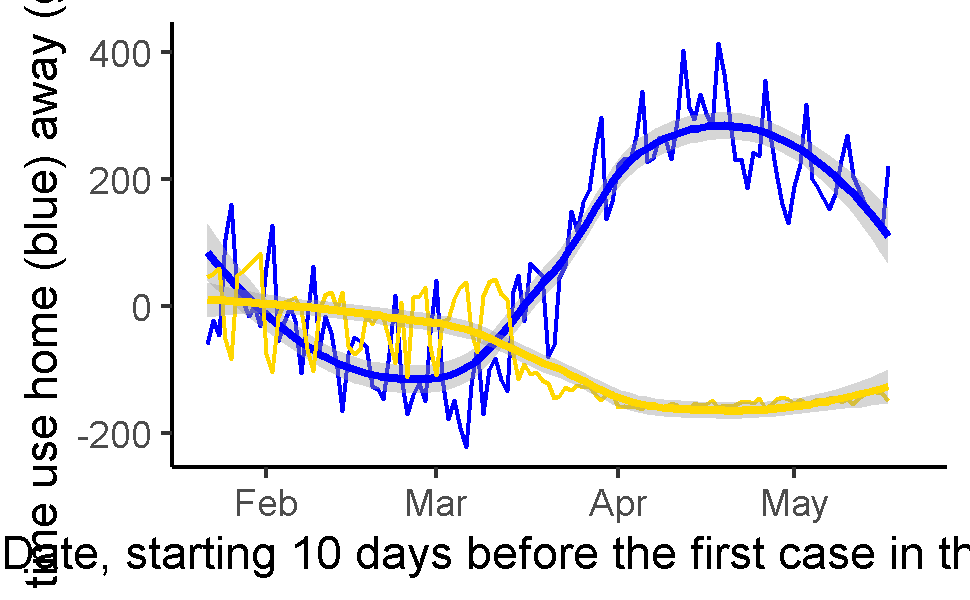 time use home (blue) away (
400
200
0
-200
Feb Mar Apr May
Date, starting 10 days before the first case in th